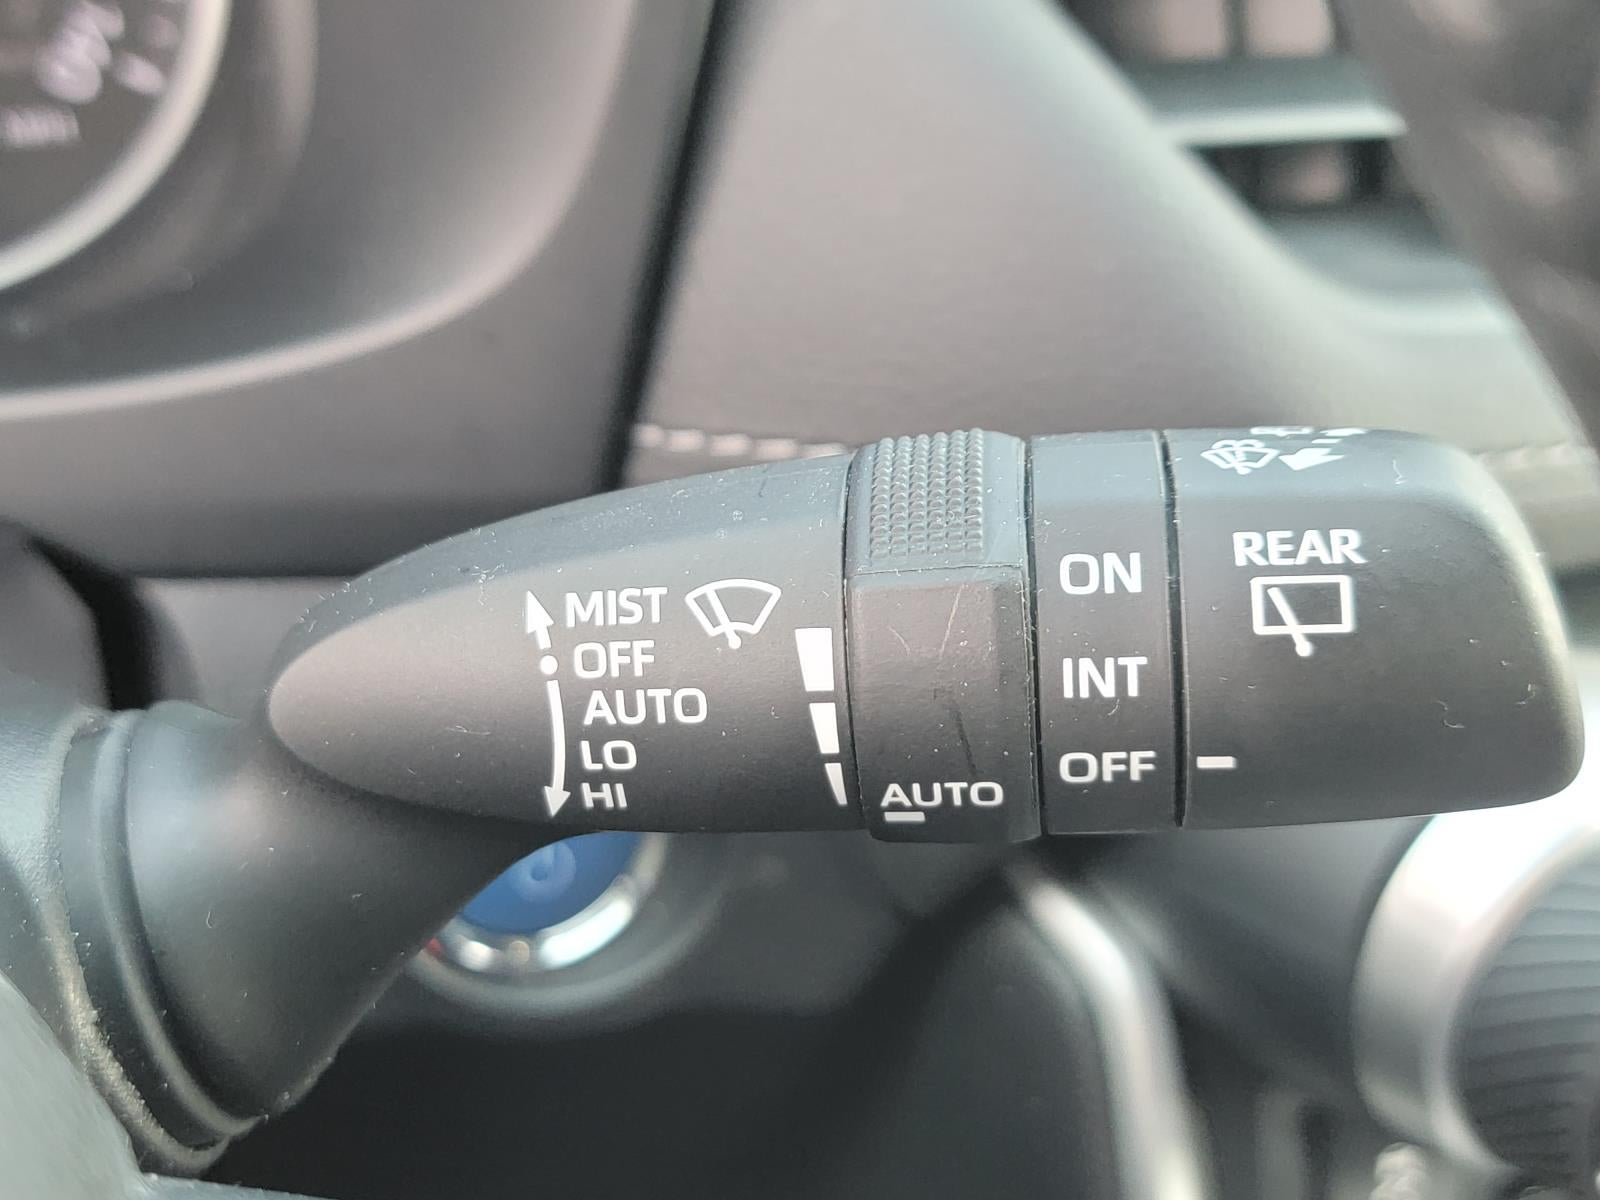 MIST
OFF
AUTO
LO
HI
AUTO
ON
INT
OFF
REAR